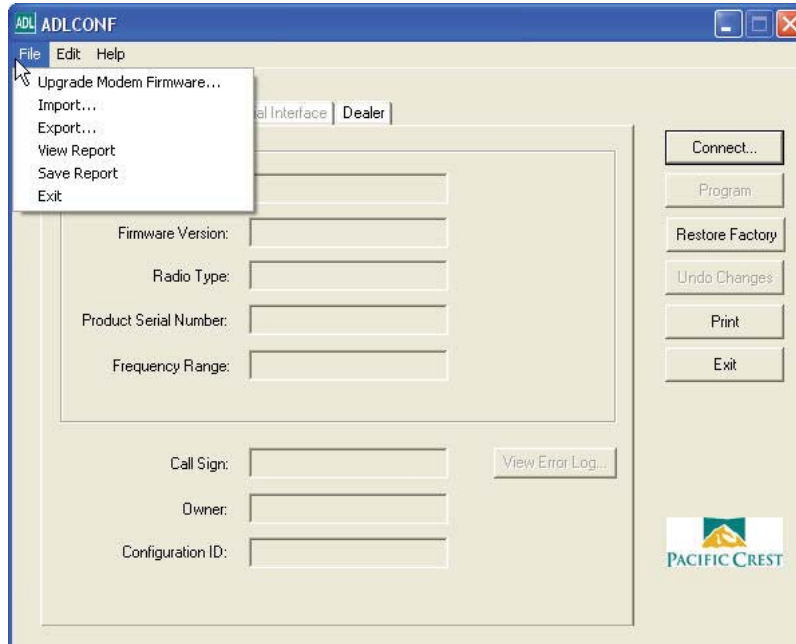 ADL ADLCONF
File Edit Help
Upgrade Modem Firmware...
Import...
Export...
View Report
Save Report
Exit
Interface
Dealer
Connect...
Program
Firmware Version:
Restore Factory
Radio Type:
Undo Changes
Product Serial Number:
Print
Frequency Range:
Exit
Call Sign:
View Error Log...
Owner:
Configuration ID:
PACIFIC CREST